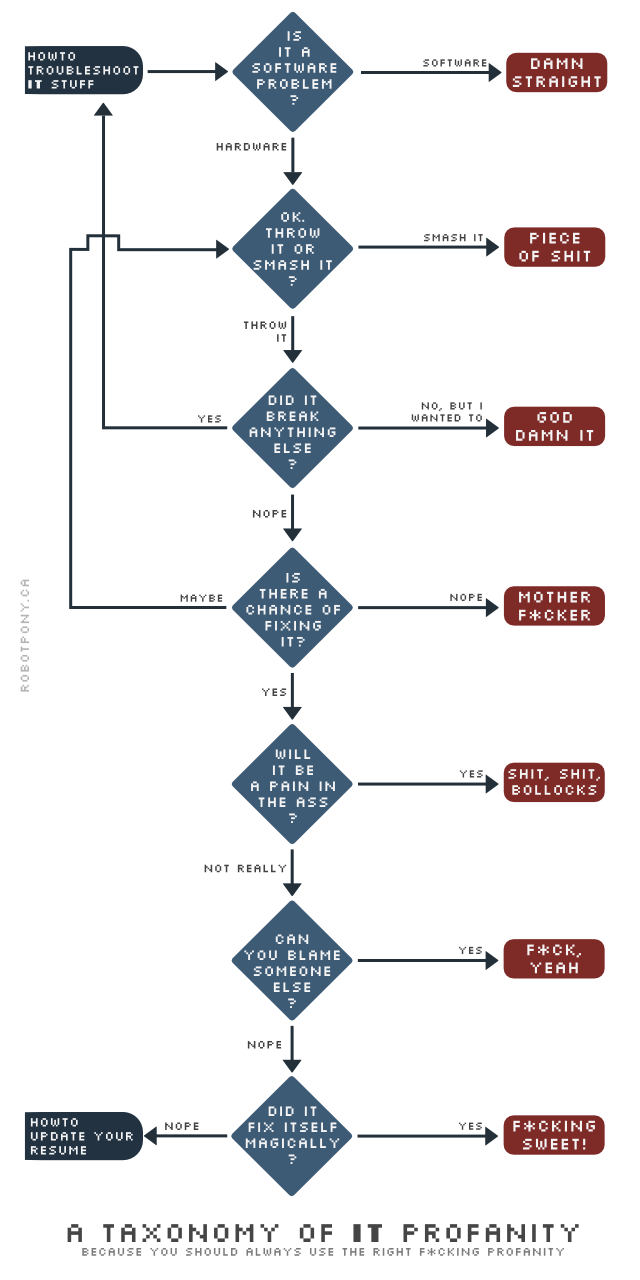 HOWTO
TROUBLESHOOT
IT STUFF
IS
IT A
SOFTWARE
PROBLEM
?
SOFTWARE
DAMN
STRAIGHT
HARDWARE
OK.
THROW
IT OR
SMASH IT
?
SMASH IT
PIECE
OF SHIT
THROW
IT
DID IT
BREAK
ANYTHING
ELSE
?
YES
NO, BUT I
WANTED TO
GOD
DAMN IT
NOPE
IS
THERE A
CHANCE OF
FIXING
IT?
MAYBE
NOPE
MOTHER
F*CKER
YES
WILL
IT BE
A PAIN IN
THE ASS
?
YES
SHIT, SHIT,
BOLLOCKS
NOT REALLY
CAN
YOU BLAME
SOMEONE
ELSE
?
YES
F*CK,
YEAH
NOPE
DID IT
FIX ITSELF
MAGICALLY
?
NOPE
HOWTO
UPDATE YOUR
RESUME
YES
F*CKING
SWEET!
ROBOTPONY.CA
A TAXONOMY OF IT PROFANITY
BECAUSE YOU SHOULD ALWAYS USE THE RIGHT F*CKING PROFANITY